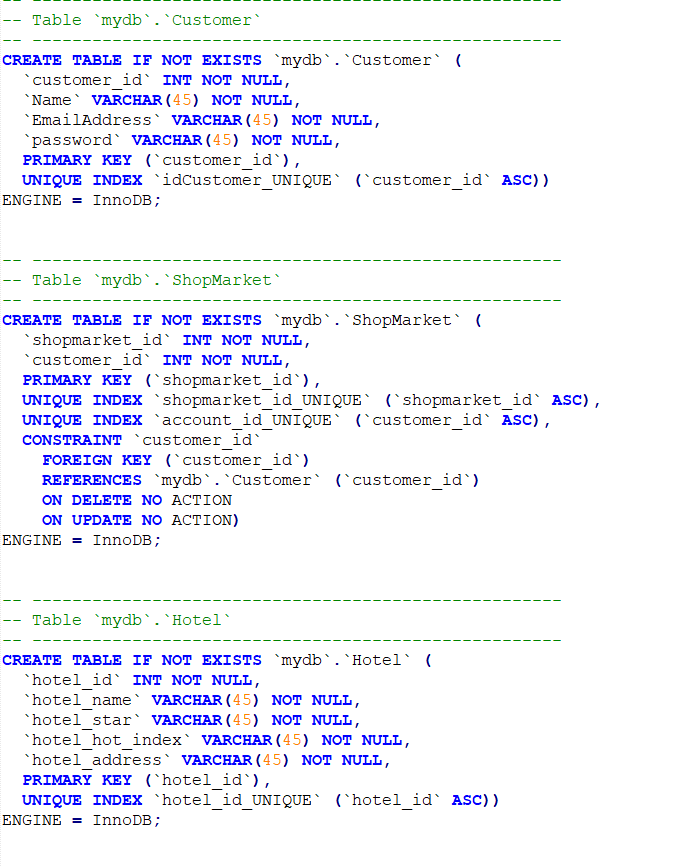 -- -----------------------------------------------------
-- Table `mydb`.`Customer`
-- -----------------------------------------------------
CREATE TABLE IF NOT EXISTS `mydb`.`Customer` (
  `customer_id` INT NOT NULL,
  `Name` VARCHAR(45) NOT NULL,
  `EmailAddress` VARCHAR(45) NOT NULL,
  `password` VARCHAR(45) NOT NULL,
  PRIMARY KEY (`customer_id`),
  UNIQUE INDEX `idCustomer_UNIQUE` (`customer_id` ASC))
ENGINE = InnoDB;
-- -----------------------------------------------------
-- Table `mydb`.`ShopMarket`
-- -----------------------------------------------------
CREATE TABLE IF NOT EXISTS `mydb`.`ShopMarket` (
  `shopmarket_id` INT NOT NULL,
  `customer_id` INT NOT NULL,
  PRIMARY KEY (`shopmarket_id`),
  UNIQUE INDEX `shopmarket_id_UNIQUE` (`shopmarket_id` ASC),
  UNIQUE INDEX `account_id_UNIQUE` (`customer_id` ASC),
  CONSTRAINT `customer_id`
    FOREIGN KEY (`customer_id`)
    REFERENCES `mydb`.`Customer` (`customer_id`)
    ON DELETE NO ACTION
    ON UPDATE NO ACTION)
ENGINE = InnoDB;
-- -----------------------------------------------------
-- Table `mydb`.`Hotel`
-- -----------------------------------------------------
CREATE TABLE IF NOT EXISTS `mydb`.`Hotel` (
  `hotel_id` INT NOT NULL,
  `hotel_name` VARCHAR(45) NOT NULL,
  `hotel_star` VARCHAR(45) NOT NULL,
  `hotel_hot_index` VARCHAR(45) NOT NULL,
  `hotel_address` VARCHAR(45) NOT NULL,
  PRIMARY KEY (`hotel_id`),
  UNIQUE INDEX `hotel_id_UNIQUE` (`hotel_id` ASC))
ENGINE = InnoDB;